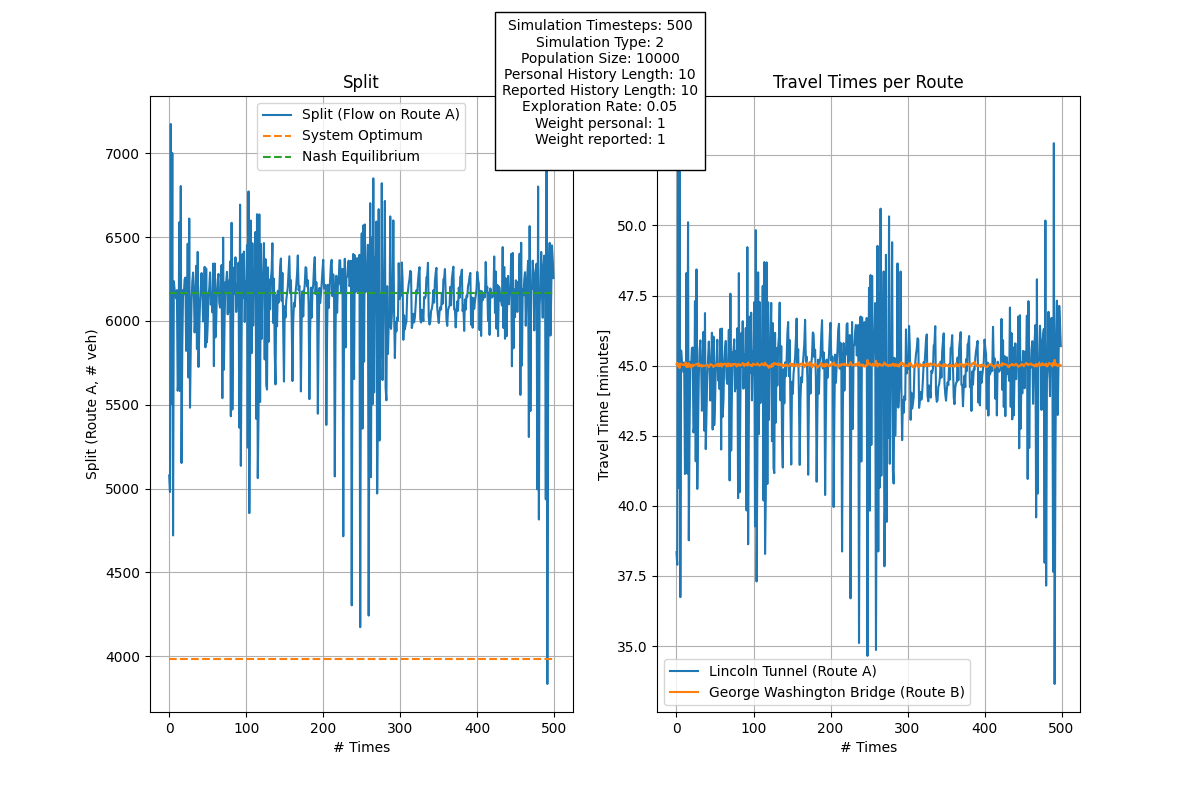 Simulation Timesteps: 500
Simulation Type: 2
Population Size: 10000
Personal History Length: 10
Reported History Length: 10
Exploration Rate: 0.05
Weight personal: 1
Weight reported: 1
Split
Split (Flow on Route A)
System Optimum
Nash Equilibrium
Split (Route A, # veh)
7000
6500
6000
5500
5000
4500
4000
0
100
200
300
400
500
# Times
Travel Times per Route
Travel Time [minutes]
50.0
47.5
45.0
42.5
40.0
37.5
35.0
Lincoln Tunnel (Route A)
George Washington Bridge (Route B)
0
100
200
300
400
500
# Times